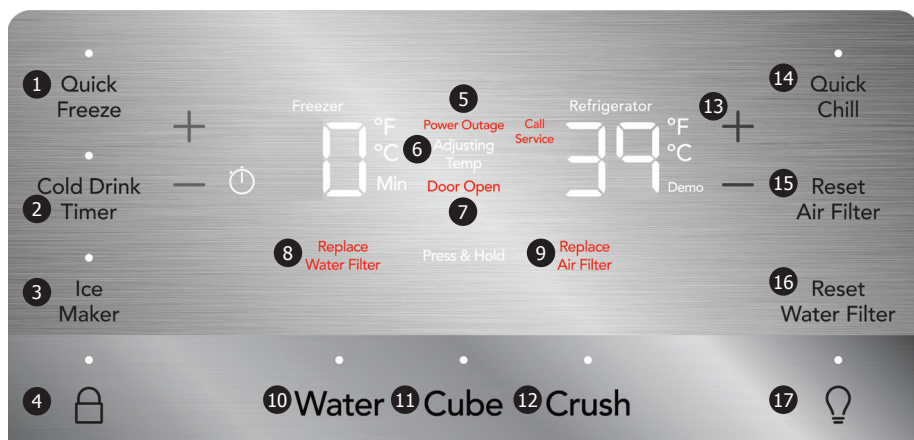 1 Quick
Freeze
Freezer
5
Power Outage
Call
Service
Refrigerator
13
14 Quick
Chill
+
0 °F
°C
Min
6 Adjusting
Temp
Door Open
7
39 °F
°C
Demo
+
2 Cold Drink
Timer
−
−
15 Reset
Air Filter
8 Replace
Water Filter
Press & Hold
9 Replace
Air Filter
3 Ice
Maker
16 Reset
Water Filter
4
10 Water
11 Cube
12 Crush
17